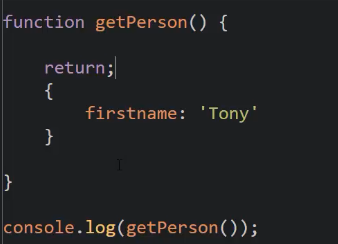 function getPerson() {
return;
{
firstname: 'Tony'
}
}
console.log(getPerson());